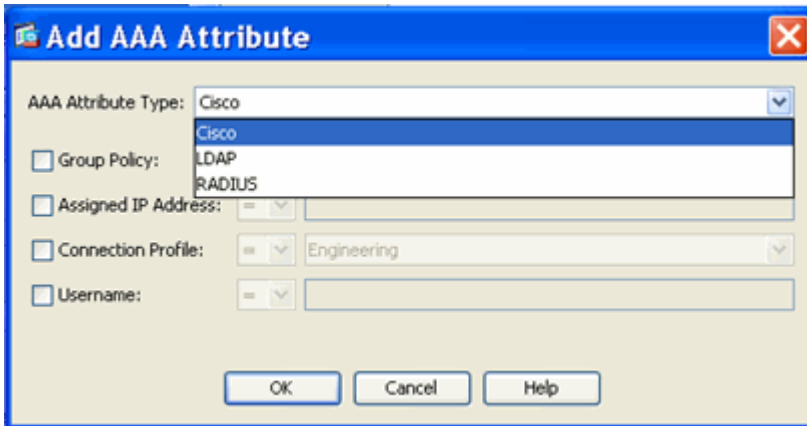 Add AAA Attribute
AAA Attribute Type: Cisco
Cisco
LDAP
RADIUS
Group Policy:
Assigned IP Address: =
Connection Profile: = Engineering
Username: =
OK Cancel Help